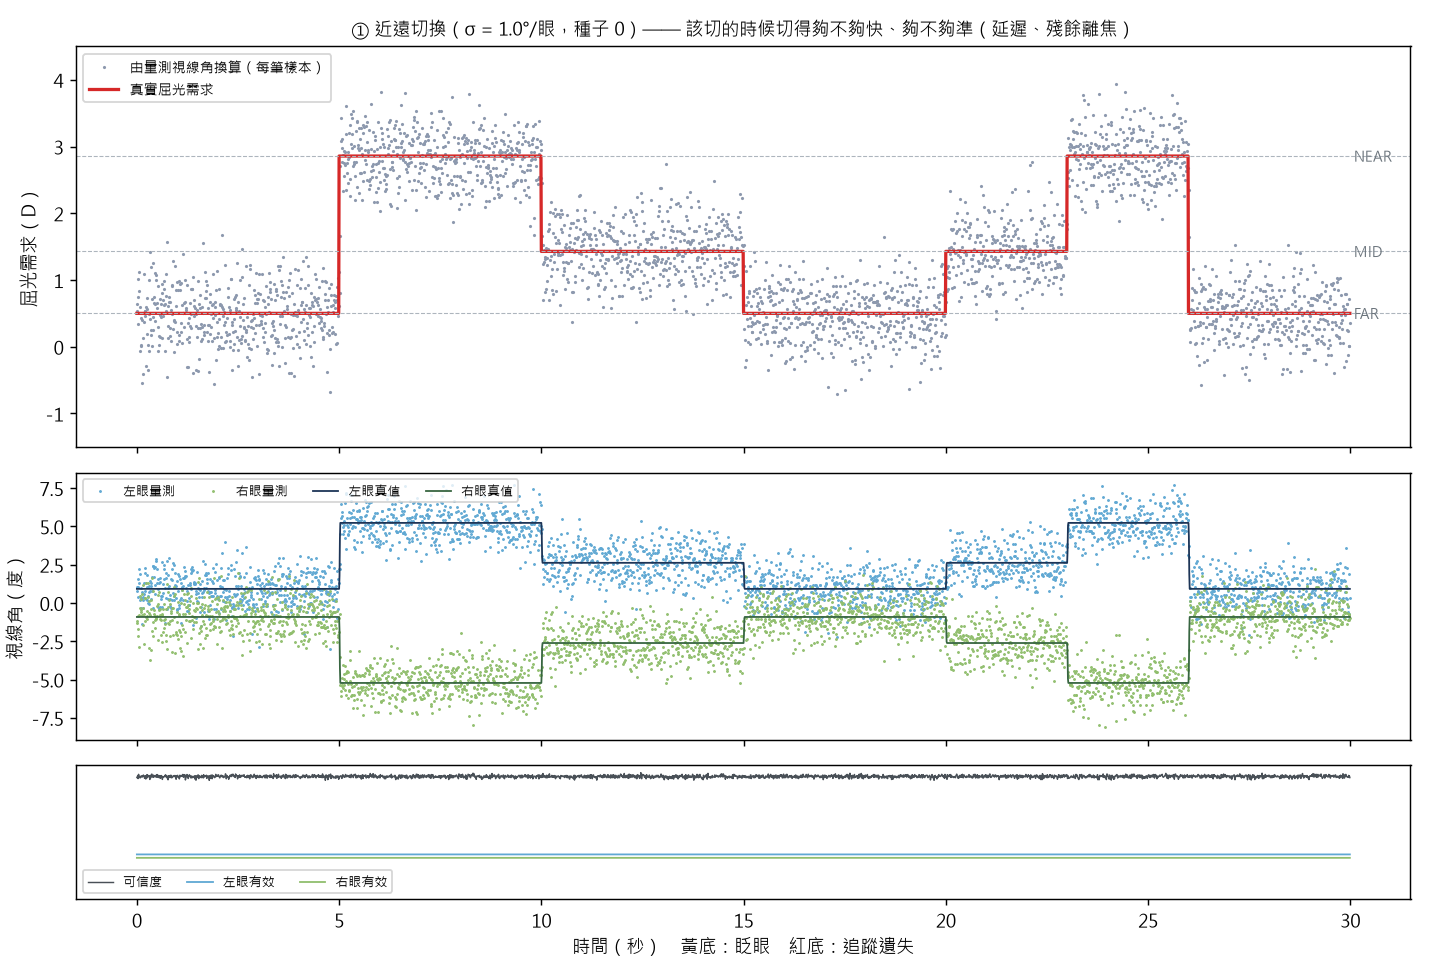 ① 近遠切換（σ = 1.0°/眼，種子 0）—— 該切的時候切得夠不夠快、夠不夠準（延遲、殘餘離焦）
由量測視線角換算（每筆樣本）
真實屈光需求
屈光需求（D）
4
3
2
1
0
-1
NEAR
MID
FAR
左眼量測
右眼量測
左眼真值
右眼真值
視線角（度）
7.5
5.0
2.5
0.0
-2.5
-5.0
-7.5
可信度
左眼有效
右眼有效
0
5
10
15
20
25
30
時間（秒） 黃底：眨眼 紅底：追蹤遺失